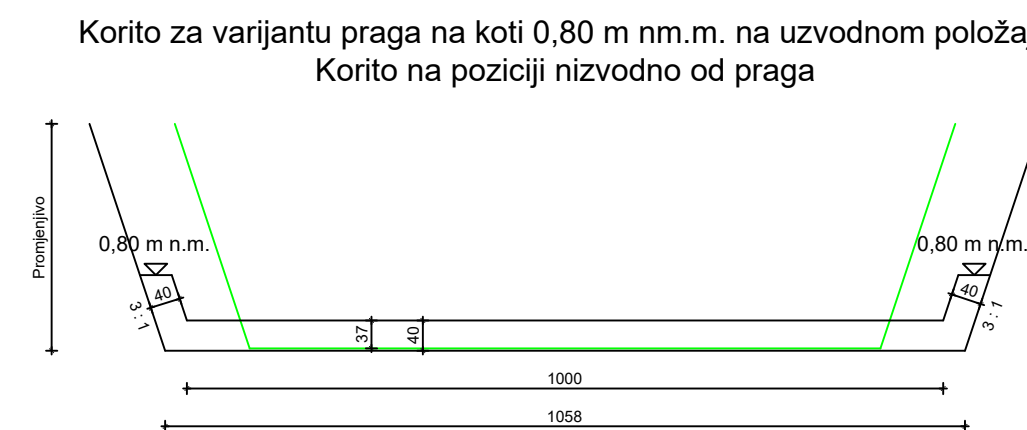 Korito za varijantu praga na koti 0,80 m nm.m. na uzvodnom položaj
Korito na poziciji nizvodno od praga
Promjenjivo
0,80 m n.m.
0,80 m n.m.
40
40
3 : 1
3 : 1
37
40
1000
1058